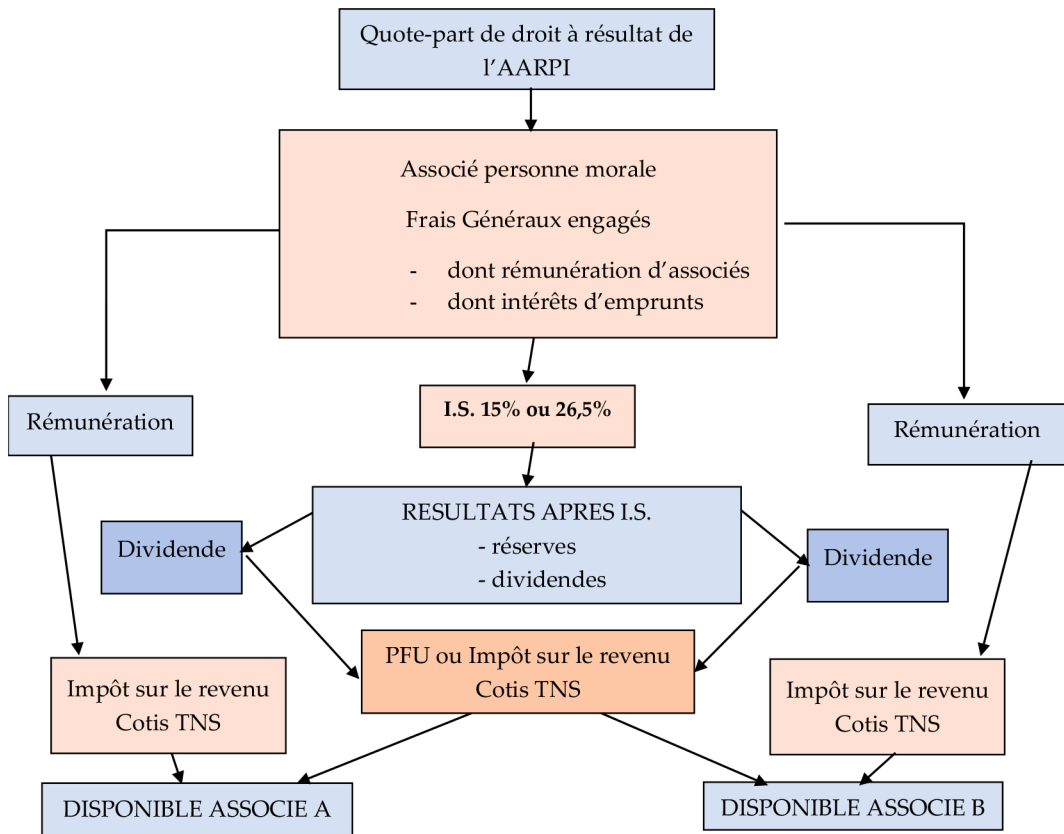 Quote-part de droit à résultat de
l'AARPI
Associé personne morale
Frais Généraux engagés
- dont rémunération d'associés
- dont intérêts d'emprunts
Rémunération
I.S. 15% ou 26,5%
Rémunération
RESULTATS APRES I.S.
- réserves
- dividendes
Dividende
Dividende
PFU ou Impôt sur le revenu
Cotis TNS
Impôt sur le revenu
Cotis TNS
Impôt sur le revenu
Cotis TNS
DISPONIBLE ASSOCIE A
DISPONIBLE ASSOCIE B